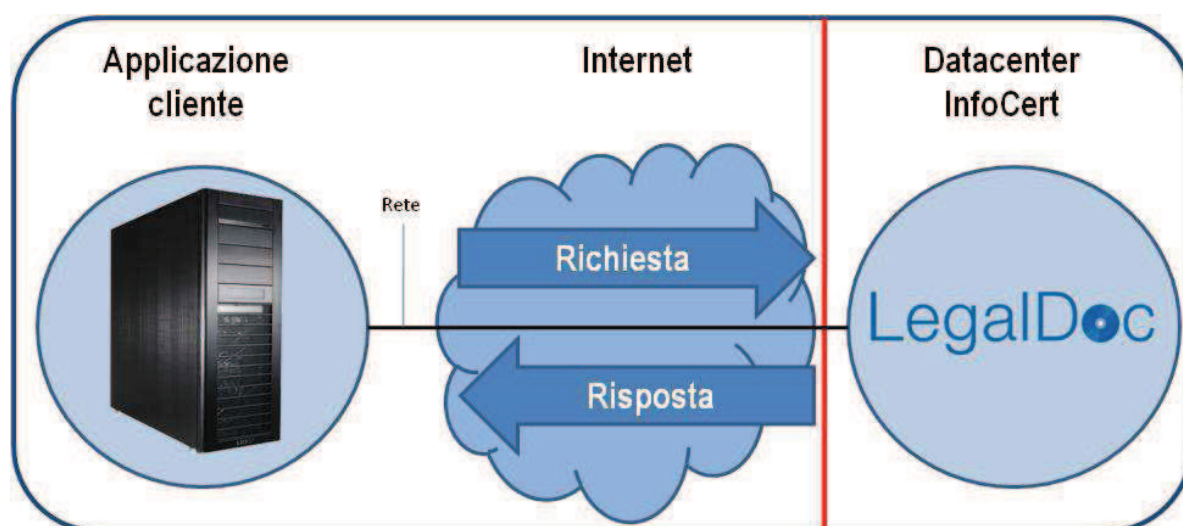 Applicazione
cliente
Internet
Datacenter
InfoCert
Rete
Richiesta
LegalDoc
Risposta